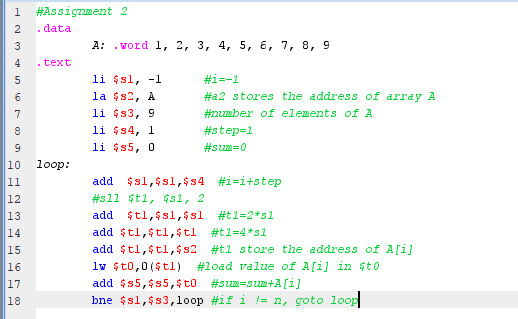 1 #Assignment 2
2 .data
3 A: .word 1, 2, 3, 4, 5, 6, 7, 8, 9
4 .text
5 li $s1, -1 #i=-1
6 la $s2, A #a2 stores the address of array A
7 li $s3, 9 #number of elements of A
8 li $s4, 1 #step=1
9 li $s5, 0 #sum=0
10 loop:
11 add $s1,$s1,$s4 #i=i+step
12 #sll $t1, $s1, 2
13 add $t1,$s1,$s1 #t1=2*s1
14 add $t1,$t1,$t1 #t1=4*s1
15 add $t1,$t1,$s2 #t1 store the address of A[i]
16 lw $t0,0($t1) #load value of A[i] in $t0
17 add $s5,$s5,$t0 #sum=sum+A[i]
18 bne $s1,$s3,loop #if i != n, goto loop